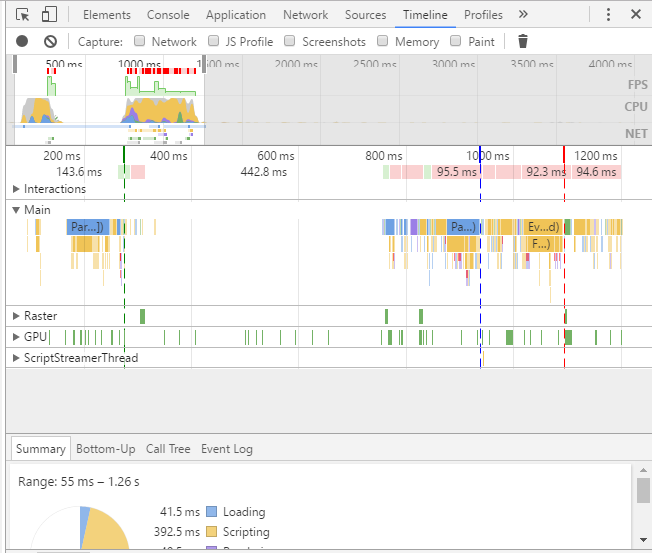 Elements Console Application Network Sources Timeline Profiles »
Capture: Network JS Profile Screenshots Memory Paint
500 ms 1000 ms 1500 ms 2000 ms 2500 ms 3000 ms 3500 ms 4000 ms
FPS
CPU
NET
200 ms 400 ms 600 ms 800 ms 1000 ms 1200 ms
143.6 ms 442.8 ms 95.5 ms 92.3 ms 94.6 ms
Interactions
Main
Par...]) Pa...) Ev...d)
F...)
Raster
GPU
ScriptStreamerThread
Summary Bottom-Up Call Tree Event Log
Range: 55 ms – 1.26 s
41.5 ms Loading
392.5 ms Scripting